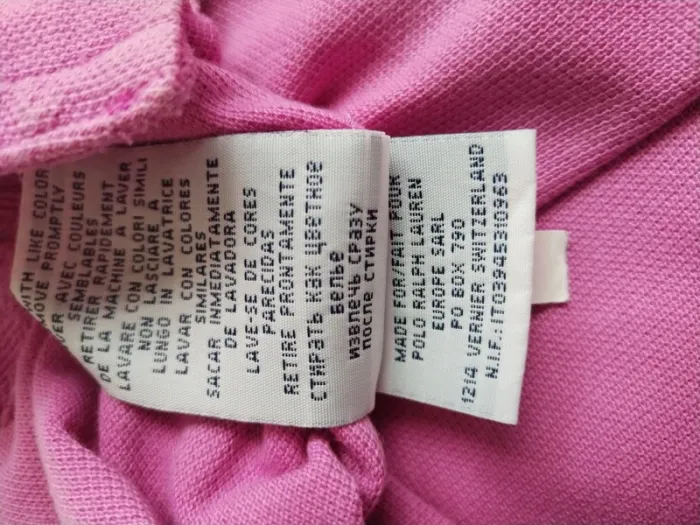 WITH LIKE COLOR
MOVE PROMPTLY
VER AVEC COULEURS
SEMBLABLES
RETIRER RAPIDEMENT
DE LA MACHINE A LAVER
LAVARE CON COLORI SIMILI
NON LASCIARE A
LUNGO IN LAVATRICE
LAVAR CON COLORES
SIMILARES
SACAR INMEDIATAMENTE
DE LAVADORA
LAVE-SE DE CORES
PARECIDAS
RETIRE PRONTAMENTE
стирать как цветное
белье
извлечь сразу
после стирки
MADE FOR/FAIT POUR
POLO RALPH LAUREN
EUROPE SARL
PO BOX 790
1214 VERNIER SWITZERLAND
N.I.F.: IT03945310963